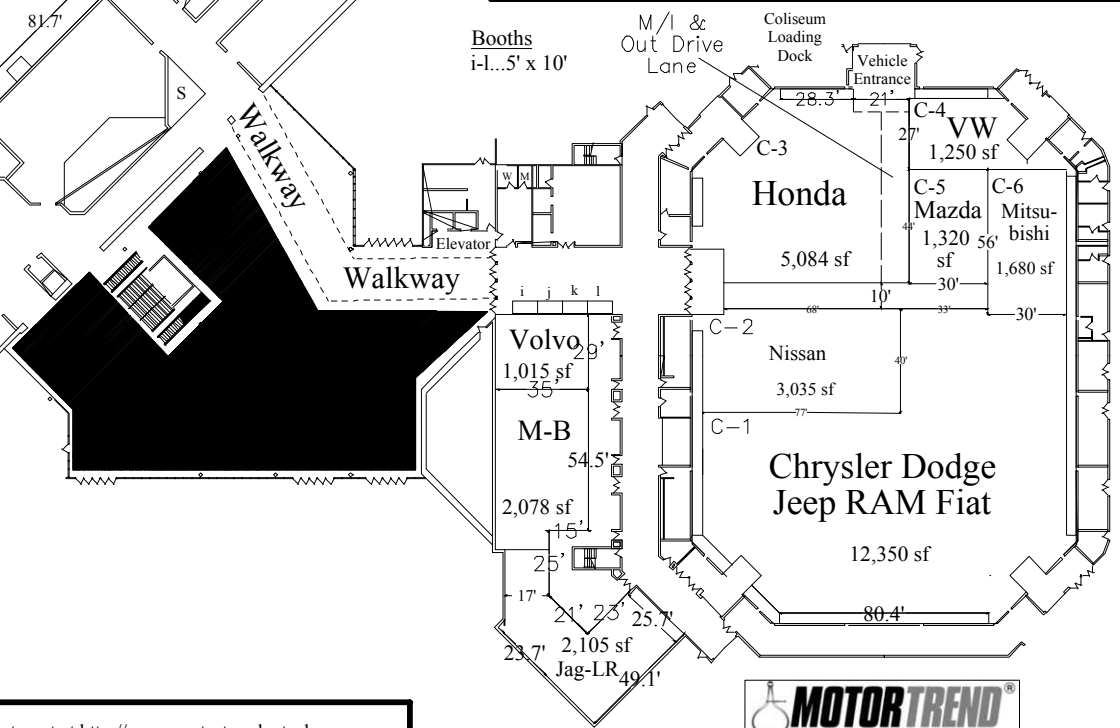 81.7'
S
Walkway
Booths
i-l...5' x 10'
M/I &
Out Drive
Lane
Coliseum
Loading
Dock
Vehicle
Entrance
28.3'
21'
C-4
27'
VW
1,250 sf
C-3
Honda
5,084 sf
44'
C-5
Mazda
1,320
sf
56'
30'
C-6
Mitsu-
bishi
1,680 sf
30'
W M
Elevator
Walkway
i j k l
10'
68'
33'
C-2
Volvo
29'
1,015 sf
35'
Nissan
3,035 sf
40'
77'
C-1
M-B
54.5'
2,078 sf
15'
25'
Chrysler Dodge
Jeep RAM Fiat
12,350 sf
80.4'
17'
21'
23'
25.7'
23.7'
2,105 sf
Jag-LR
49.1'
MOTORTREND®